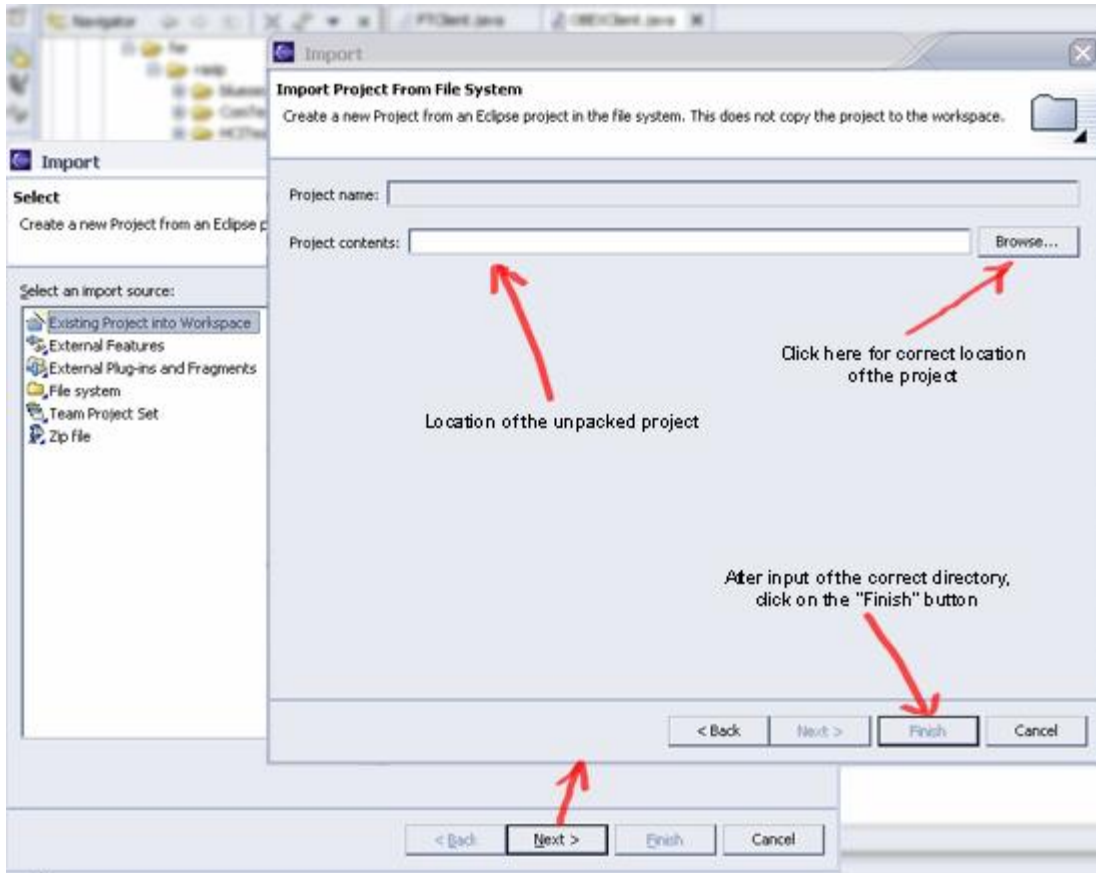 Navigator
FTClient.java
OBEXClient.java
Import
Import Project From File System
Create a new Project from an Eclipse project in the file system. This does not copy the project to the workspace.
Project name:
Project contents:
Browse...
Click here for correct location
of the project
Location of the unpacked project
After input of the correct directory,
click on the "Finish" button
< Back
Next >
Finish
Cancel
Import
Select
Create a new Project from an Eclipse p
Select an import source:
Existing Project into Workspace
External Features
External Plug-ins and Fragments
File system
Team Project Set
Zip file
< Back
Next >
Finish
Cancel